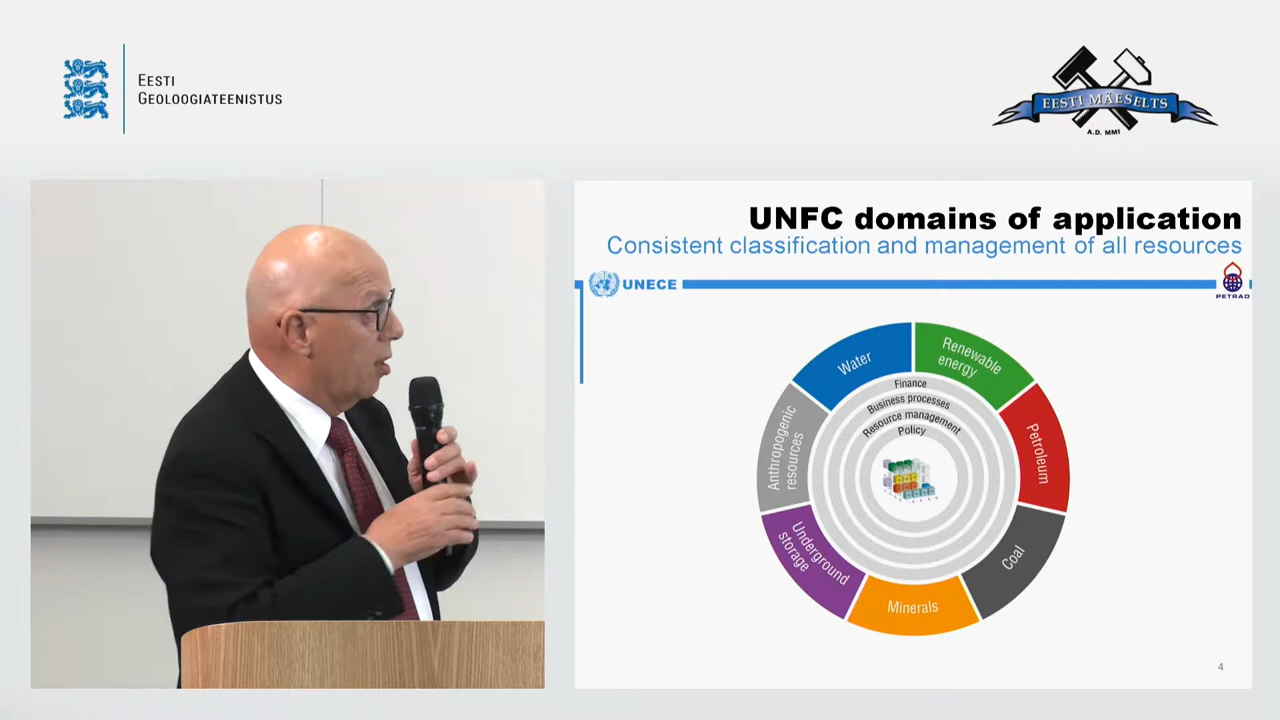 EESTI
GEOLOOGIATEENISTUS
EESTI MÄESELTS
A.D. MMI
UNFC domains of application
Consistent classification and management of all resources
UNECE
PETRAD
Water
Renewable
energy
Petroleum
Coal
Minerals
Underground
storage
Anthropogenic
resources
Finance
Business processes
Resource management
Policy
4